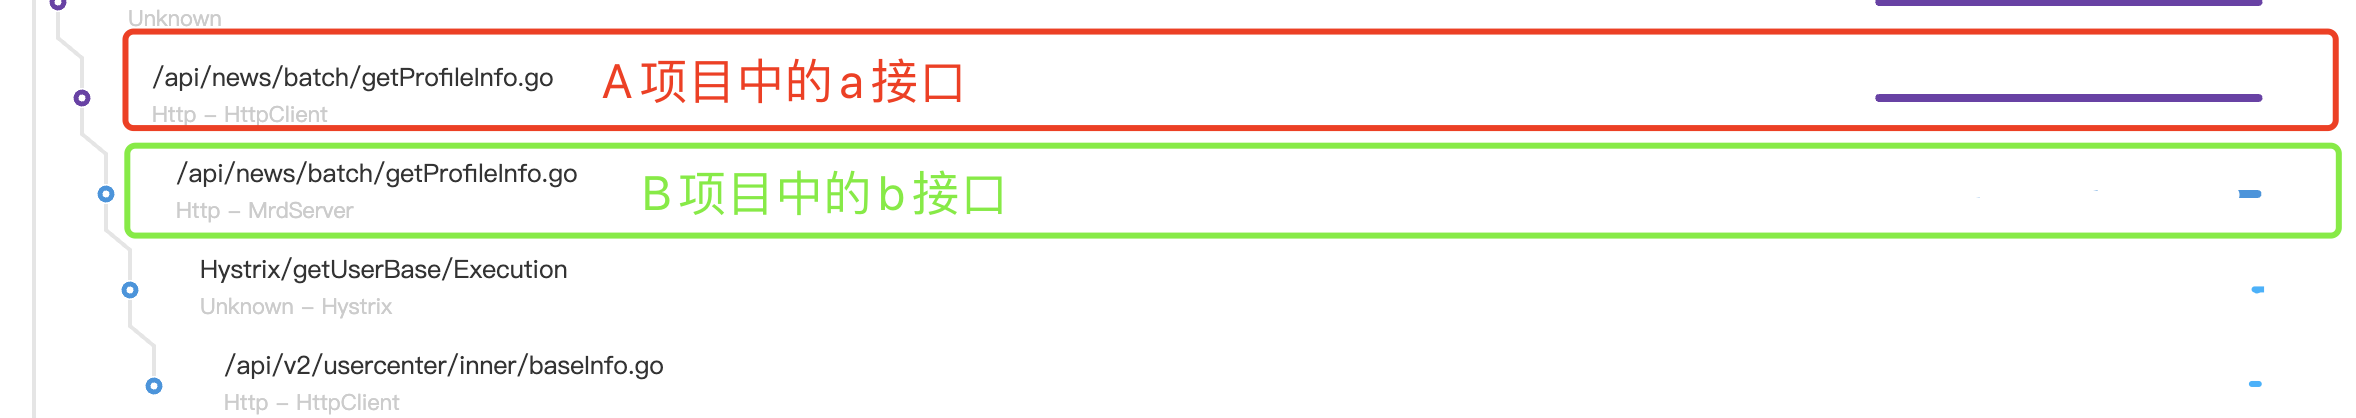 Unknown
/api/news/batch/getProfileInfo.go
A项目中的a接口
Http - HttpClient
/api/news/batch/getProfileInfo.go
B项目中的b接口
Http - MrdServer
Hystrix/getUserBase/Execution
Unknown - Hystrix
/api/v2/usercenter/inner/baseInfo.go
Http - HttpClient